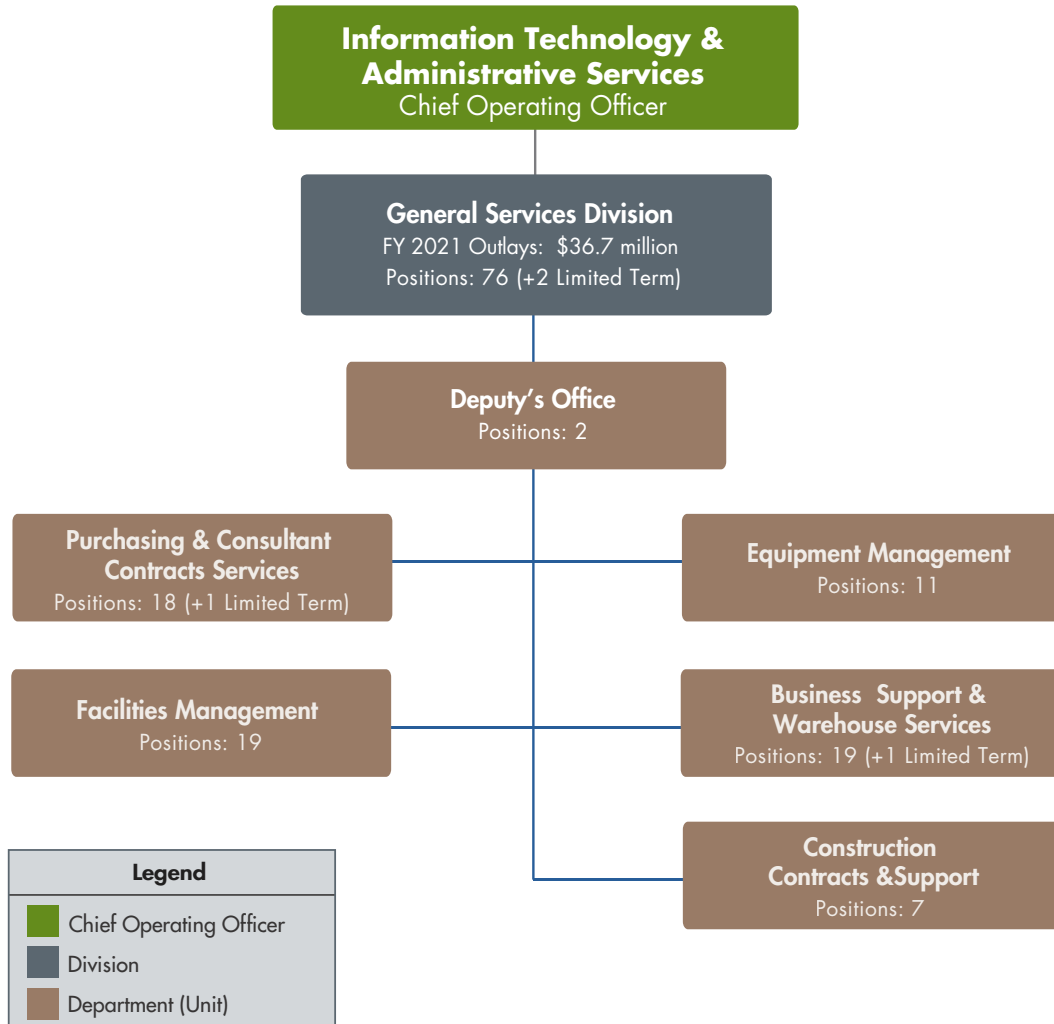 Information Technology &
Administrative Services
Chief Operating Officer
General Services Division
FY 2021 Outlays: $36.7 million
Positions: 76 (+2 Limited Term)
Deputy's Office
Positions: 2
Purchasing & Consultant
Contracts Services
Positions: 18 (+1 Limited Term)
Equipment Management
Positions: 11
Facilities Management
Positions: 19
Business Support &
Warehouse Services
Positions: 19 (+1 Limited Term)
Construction
Contracts &Support
Positions: 7
Legend
Chief Operating Officer
Division
Department (Unit)